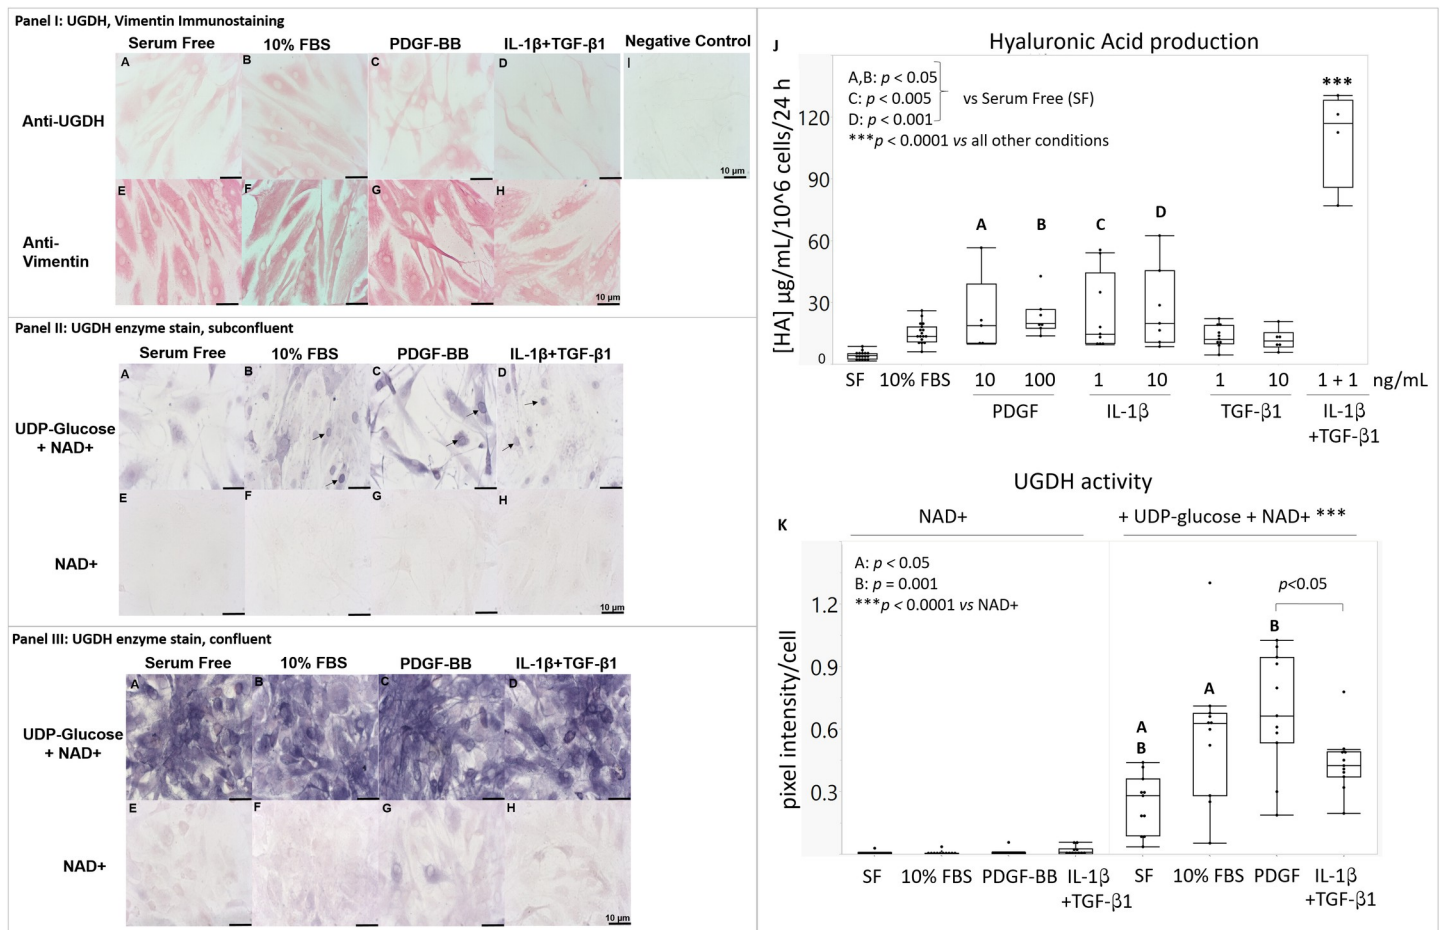 Panel I: UGDH, Vimentin Immunostaining
Serum Free 10% FBS PDGF-BB IL-1β+TGF-β1 Negative Control
A B C D I
Anti-UGDH
10 µm
E F G H
Anti-
Vimentin
10 µm
Panel II: UGDH enzyme stain, subconfluent
Serum Free 10% FBS PDGF-BB IL-1β+TGF-β1
A B C D
UDP-Glucose
+ NAD+
E F G H
NAD+
10 µm
Panel III: UGDH enzyme stain, confluent
Serum Free 10% FBS PDGF-BB IL-1β+TGF-β1
A B C D
UDP-Glucose
+ NAD+
E F G H
NAD+
10 µm
J
Hyaluronic Acid production
A,B: p < 0.05
C: p < 0.005 vs Serum Free (SF)
D: p < 0.001
***p < 0.0001 vs all other conditions
***
A B C D
[HA] µg/mL/10^6 cells/24 h
120
90
60
30
0
SF 10% FBS 10 100 1 10 1 10 1 + 1 ng/mL
PDGF IL-1β TGF-β1 IL-1β
+TGF-β1
UGDH activity
K
NAD+ + UDP-glucose + NAD+ ***
A: p < 0.05
B: p = 0.001
***p < 0.0001 vs NAD+
p<0.05
B
A
A
B
pixel intensity/cell
1.2
0.9
0.6
0.3
SF 10% FBS PDGF-BB IL-1β SF 10% FBS PDGF IL-1β
+TGF-β1 +TGF-β1